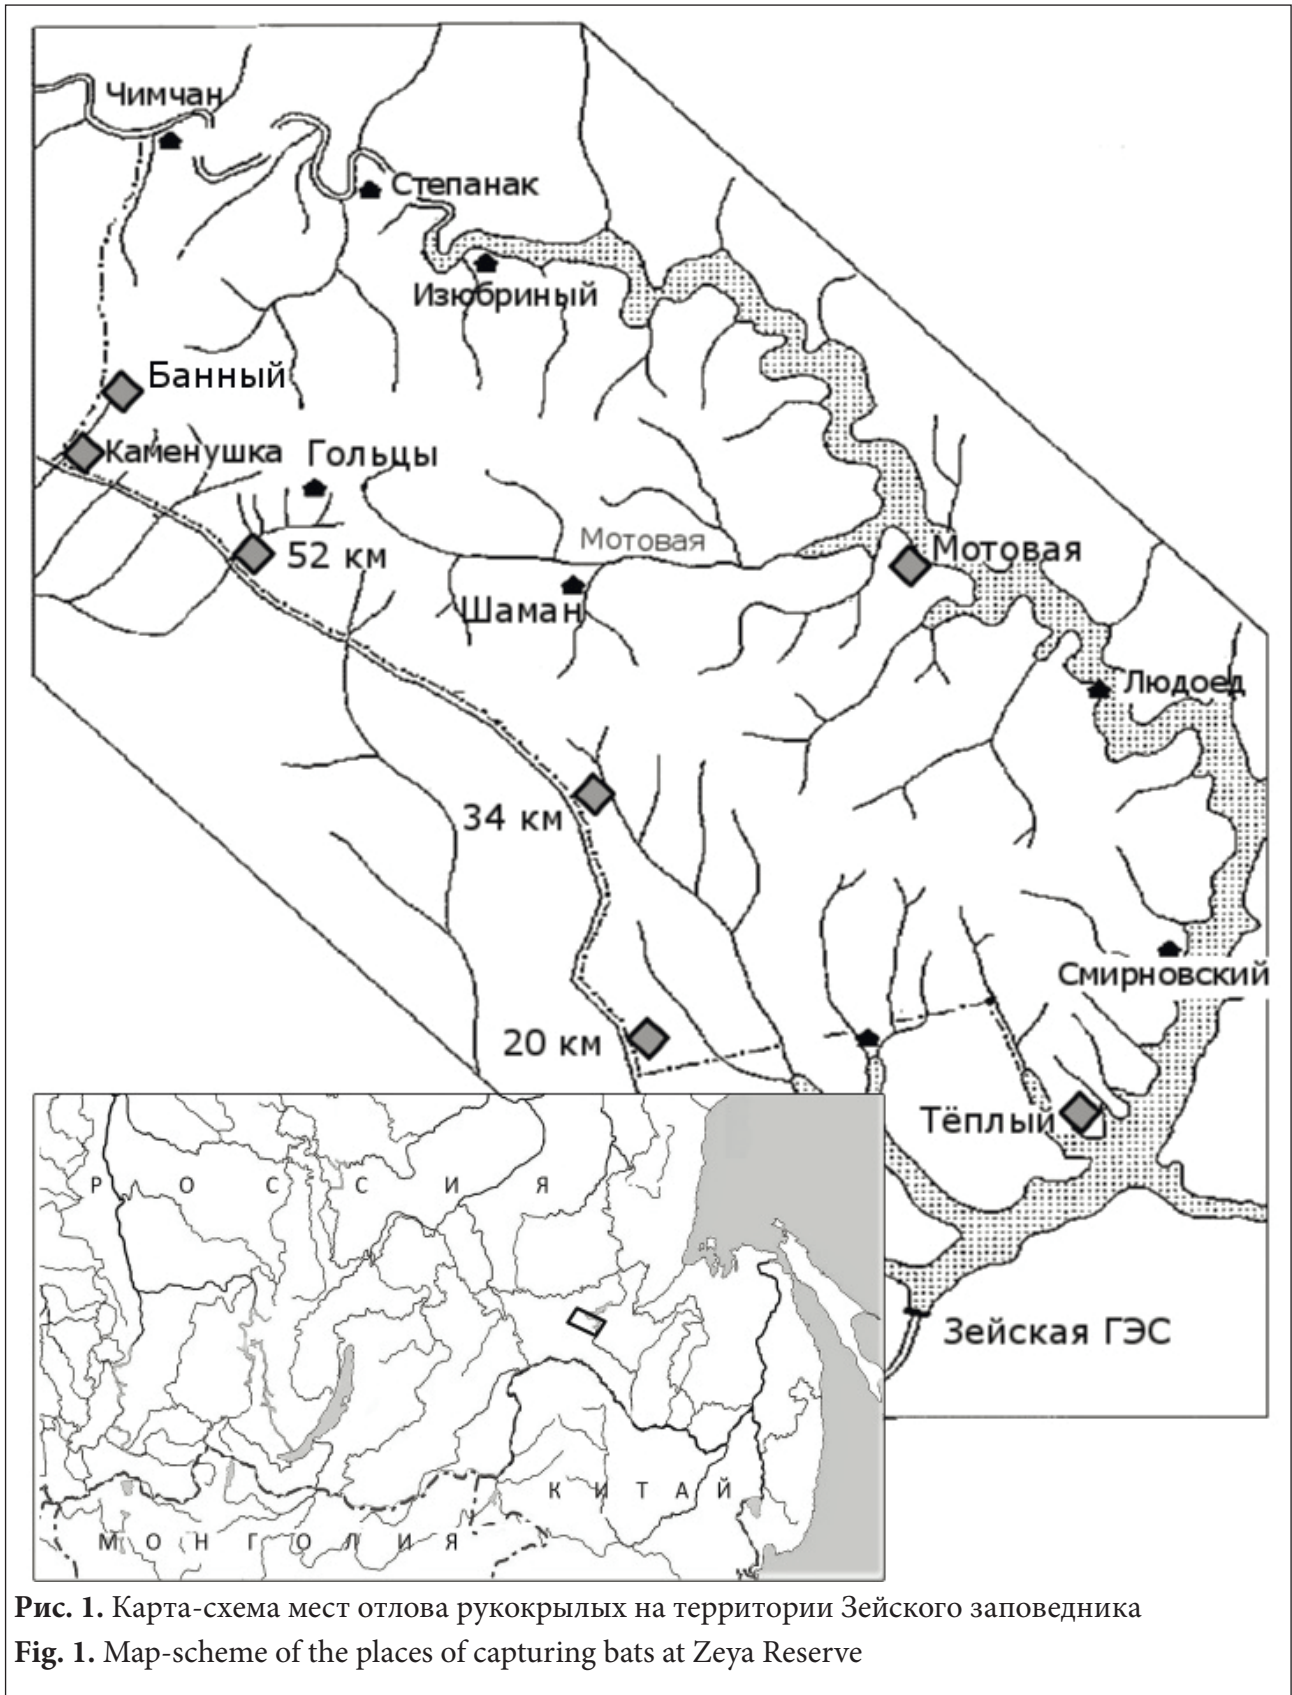 Чимчан
Степанак
Изюбриный
Банный
Каменушка
Гольцы
52 км
Мотовая
Мотовая
Шаман
Людоед
34 км
Смирновский
20 км
Тёплый
Р О С С И Я
Зейская ГЭС
К И Т А Й
М О Н Г О Л И Я
Рис. 1. Карта-схема мест отлова рукокрылых на территории Зейского заповедника
Fig. 1. Map-scheme of the places of capturing bats at Zeya Reserve